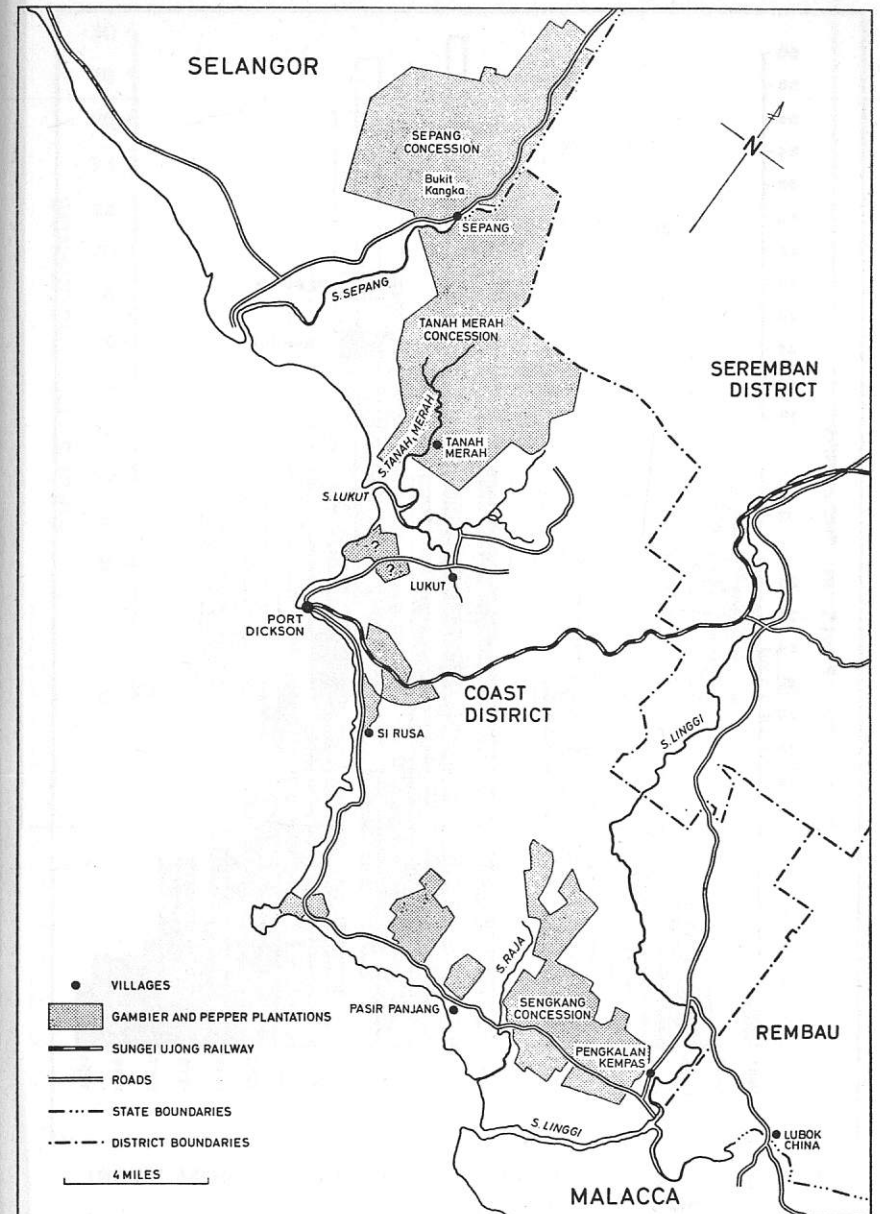 SELANGOR
SEPANG
CONCESSION
Bukit
Kangka
N
SEPANG
S. SEPANG
TANAH MERAH
CONCESSION
SEREMBAN
DISTRICT
S. TANAH MERAH
TANAH
MERAH
S. LUKUT
?
?
LUKUT
PORT
DICKSON
COAST
DISTRICT
SI RUSA
S. LINGGI
S. RAJA
SENGKANG
CONCESSION
PASIR PANJANG
PENGKALAN
KEMPAS
REMBAU
S. LINGGI
LUBOK
CHINA
MALACCA
VILLAGES
GAMBIER AND PEPPER PLANTATIONS
SUNGEI UJONG RAILWAY
ROADS
STATE BOUNDARIES
DISTRICT BOUNDARIES
4 MILES